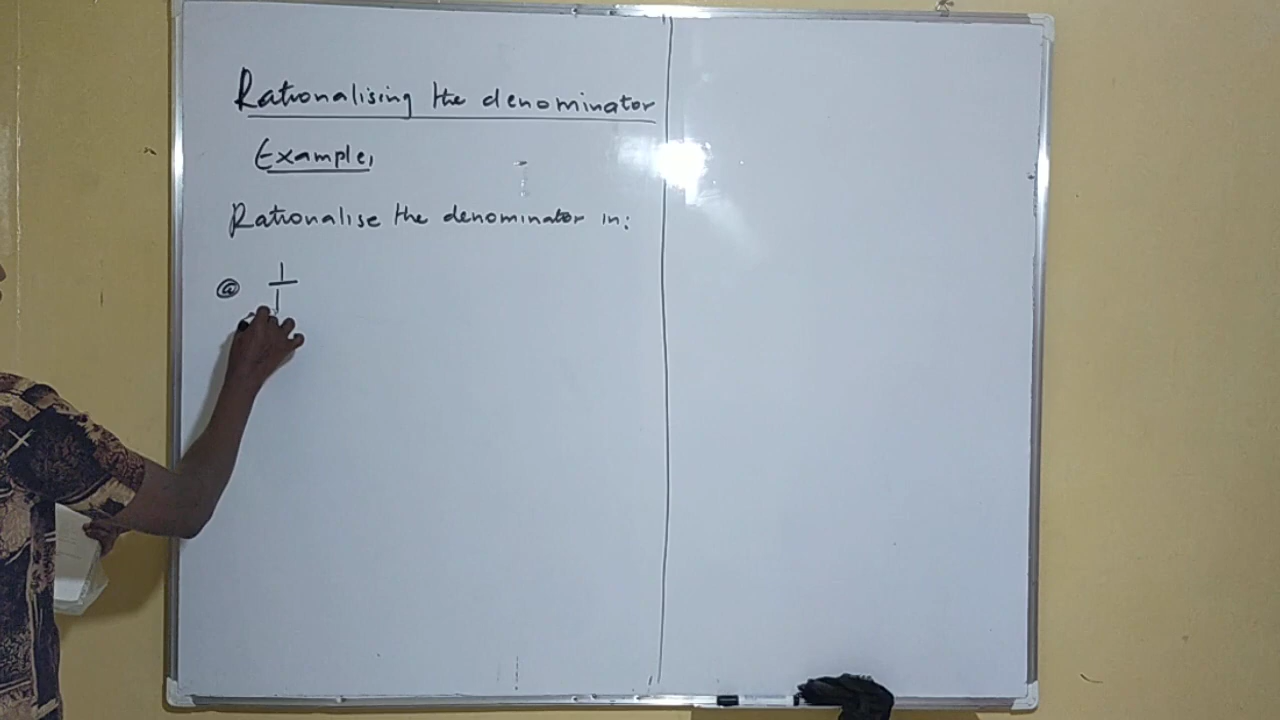 Rationalising the denominator
Example,
Rationalise the denominator in:
(a) 1